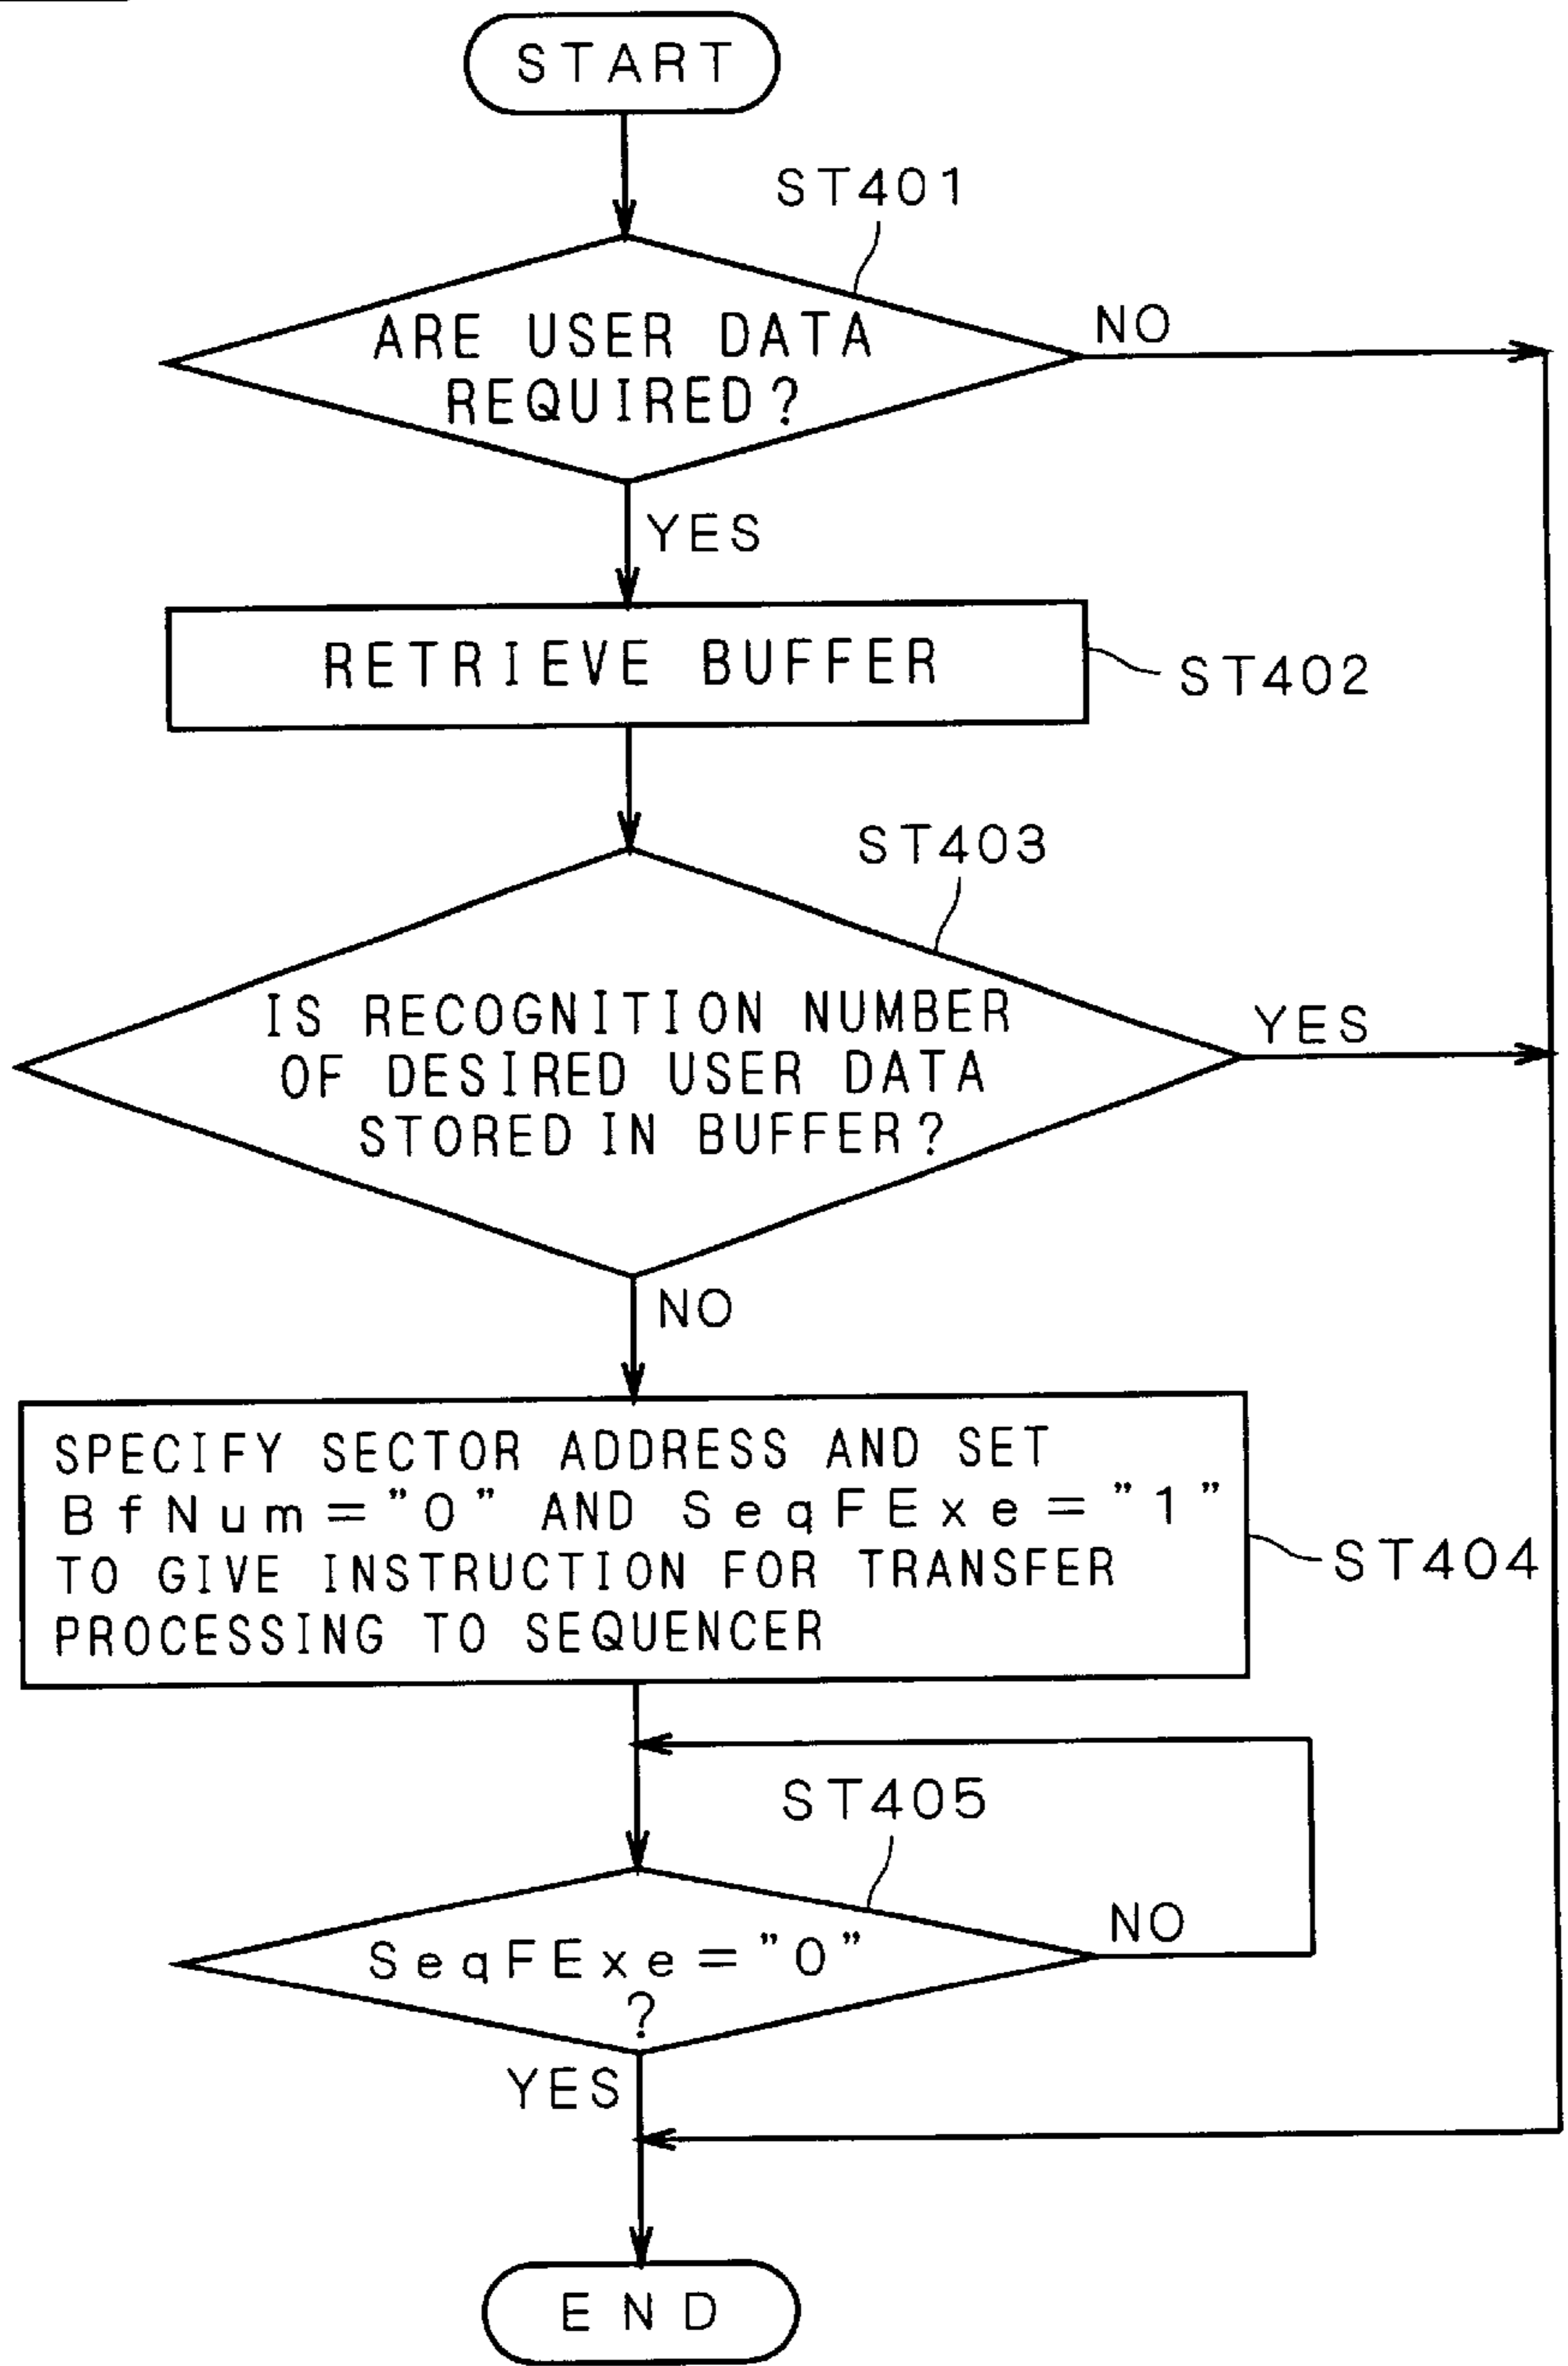 START
ST401
ARE USER DATA
REQUIRED?
NO
YES
RETRIEVE BUFFER
ST402
ST403
IS RECOGNITION NUMBER
OF DESIRED USER DATA
STORED IN BUFFER?
YES
NO
SPECIFY SECTOR ADDRESS AND SET
BfNum="0" AND SeqFExe="1"
TO GIVE INSTRUCTION FOR TRANSFER
PROCESSING TO SEQUENCER
ST404
ST405
SeqFExe="0"
?
NO
YES
END